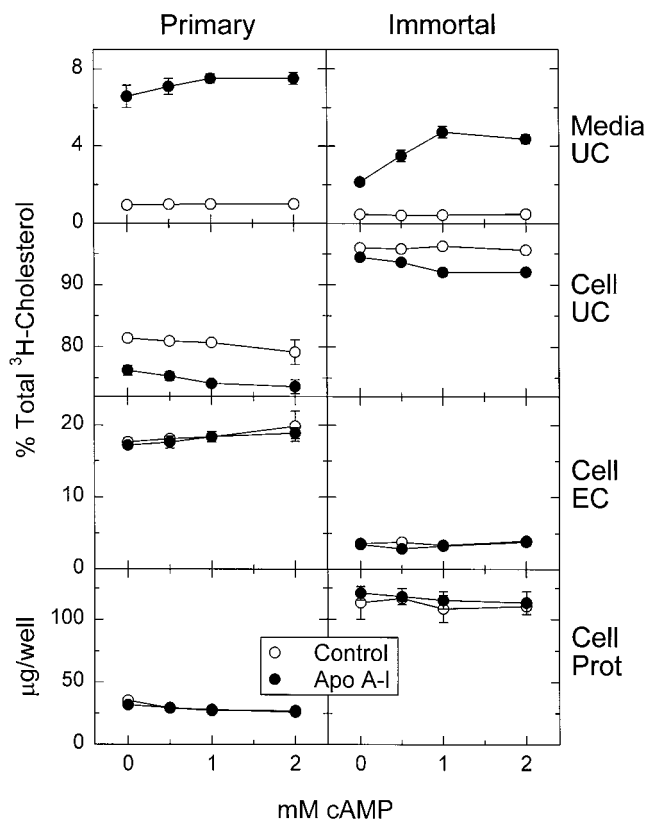 Primary
Immortal
8
4
0
Media
UC
90
80
Cell
UC
% Total ³H-Cholesterol
20
10
0
Cell
EC
100
50
0
µg/well
Control
Apo A-I
Cell
Prot
0 1 2 0 1 2
mM cAMP